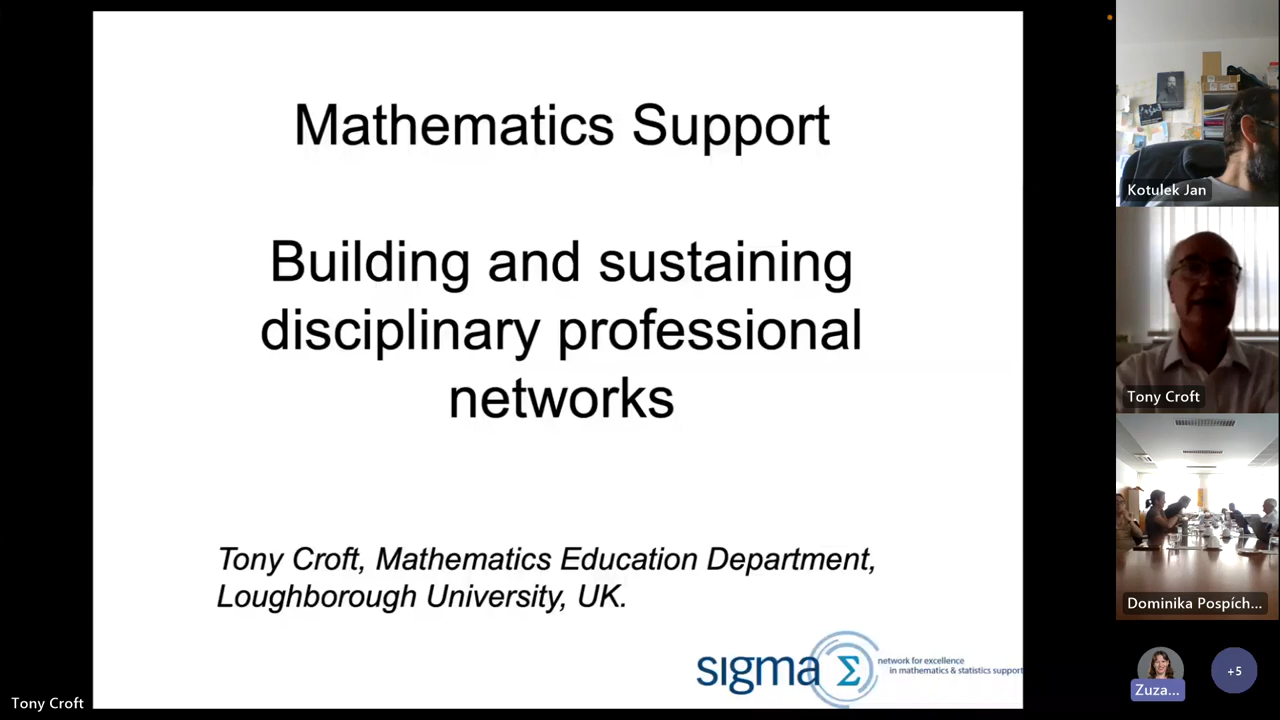 Mathematics Support
Building and sustaining
disciplinary professional
networks
Tony Croft, Mathematics Education Department,
Loughborough University, UK.
sigma Σ network for excellence
in mathematics & statistics support
Tony Croft
Kotulek Jan
Tony Croft
Dominika Pospích...
Zuza...
+5